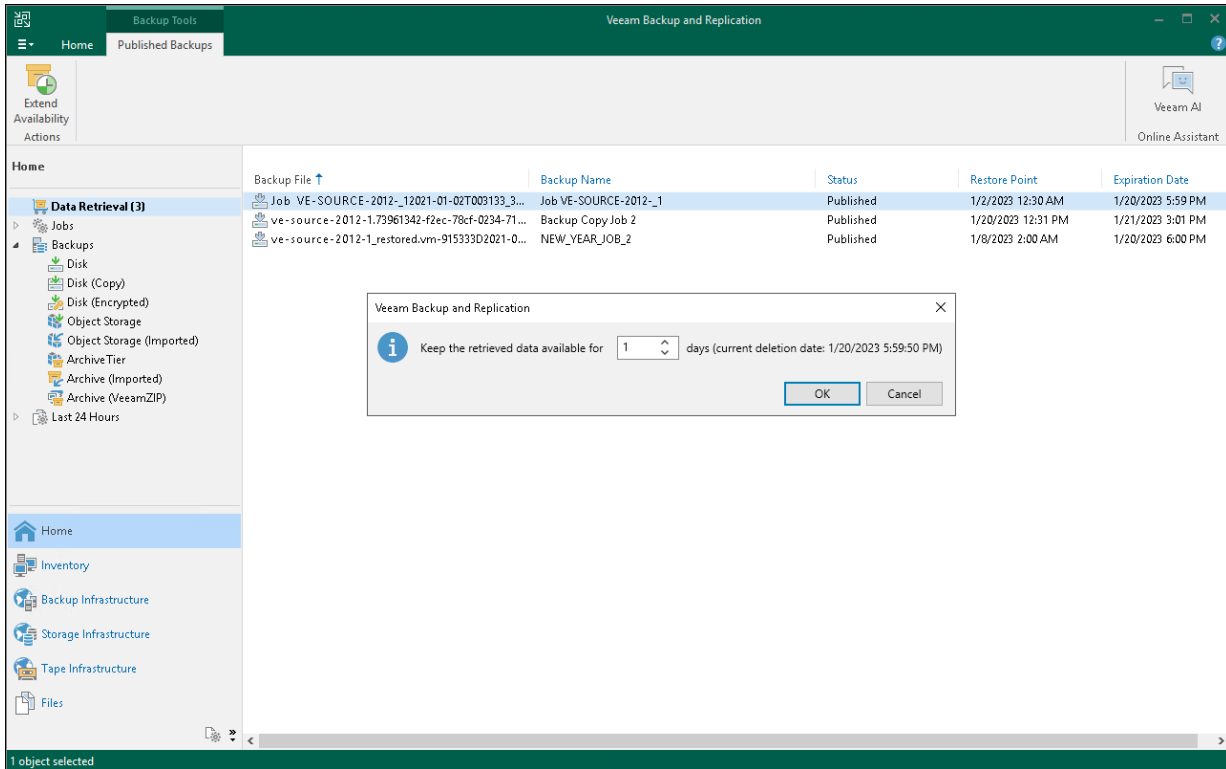 Backup Tools
Veeam Backup and Replication
Home
Published Backups
Extend
Availability
Actions
Veeam AI
Online Assistant
Home
Data Retrieval (3)
Jobs
Backups
Disk
Disk (Copy)
Disk (Encrypted)
Object Storage
Object Storage (Imported)
Archive Tier
Archive (Imported)
Archive (VeeamZIP)
Last 24 Hours
Backup File Backup Name Status Restore Point Expiration Date
Job VE-SOURCE-2012-_12021-01-02T003133_3... Job VE-SOURCE-2012-_1 Published 1/2/2023 12:30 AM 1/20/2023 5:59 PM
ve-source-2012-1.73961342-f2ec-78cf-0234-71... Backup Copy Job 2 Published 1/20/2023 12:31 PM 1/21/2023 3:01 PM
ve-source-2012-1_restored.vm-915333D2021-0... NEW_YEAR_JOB_2 Published 1/8/2023 2:00 AM 1/20/2023 6:00 PM
Veeam Backup and Replication
Keep the retrieved data available for 1 days (current deletion date: 1/20/2023 5:59:50 PM)
OK Cancel
Home
Inventory
Backup Infrastructure
Storage Infrastructure
Tape Infrastructure
Files
1 object selected